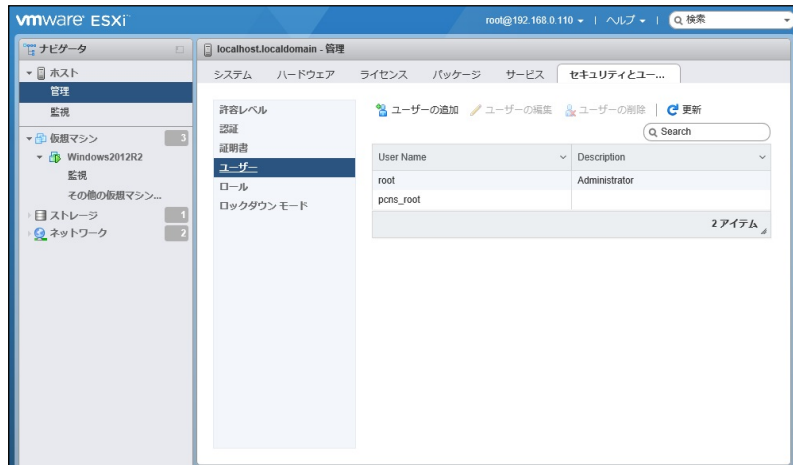 vmware ESXi
root@192.168.0.110 | ヘルプ | 検索
ナビゲータ
ホスト
管理
監視
仮想マシン 3
Windows2012R2
監視
その他の仮想マシン...
ストレージ 1
ネットワーク 2
localhost.localdomain - 管理
システム ハードウェア ライセンス パッケージ サービス セキュリティとユー...
許容レベル
認証
証明書
ユーザー
ロール
ロックダウン モード
ユーザーの追加 ユーザーの編集 ユーザーの削除 | 更新
Search
User Name Description
root Administrator
pcns_root
2 アイテム